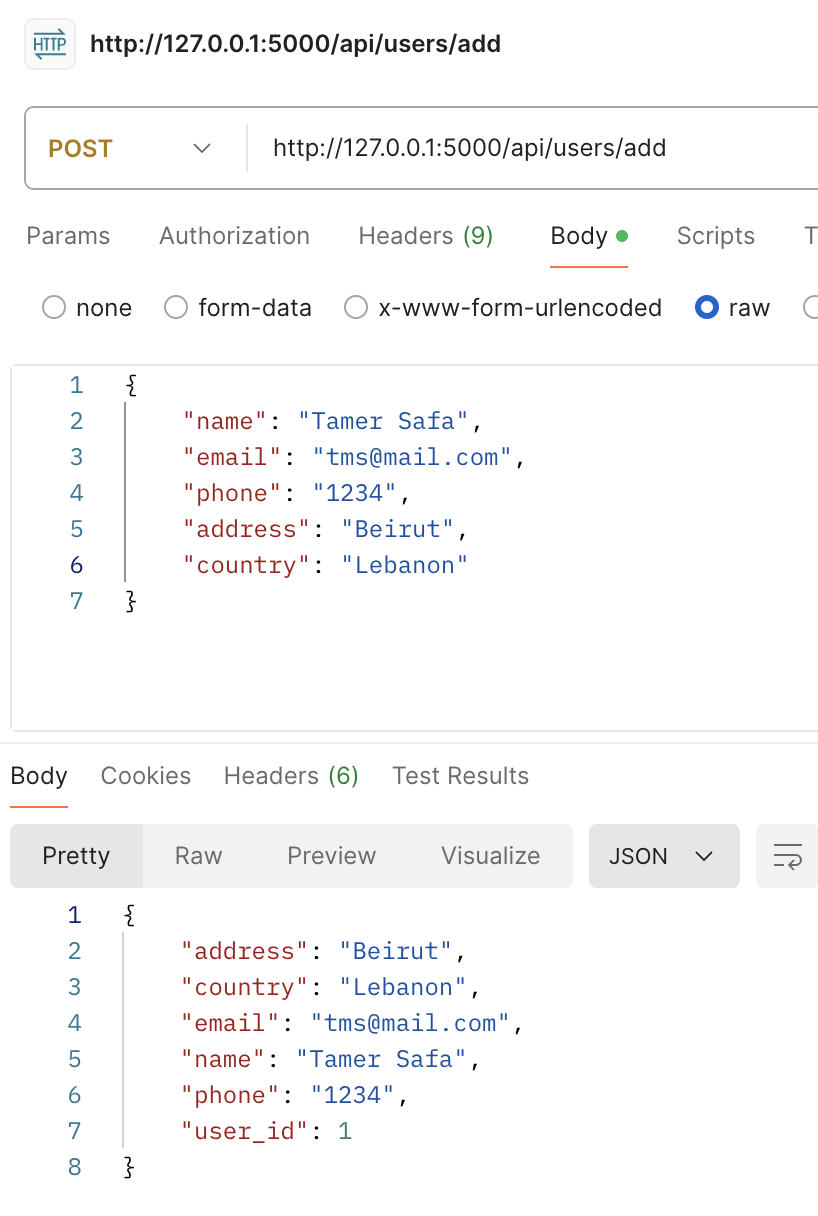 HTTP http://127.0.0.1:5000/api/users/add
POST http://127.0.0.1:5000/api/users/add
Params Authorization Headers (9) Body Scripts T
none form-data x-www-form-urlencoded raw
1 {
2 "name": "Tamer Safa",
3 "email": "tms@mail.com",
4 "phone": "1234",
5 "address": "Beirut",
6 "country": "Lebanon"
7 }
Body Cookies Headers (6) Test Results
Pretty Raw Preview Visualize JSON
1 {
2 "address": "Beirut",
3 "country": "Lebanon",
4 "email": "tms@mail.com",
5 "name": "Tamer Safa",
6 "phone": "1234",
7 "user_id": 1
8 }